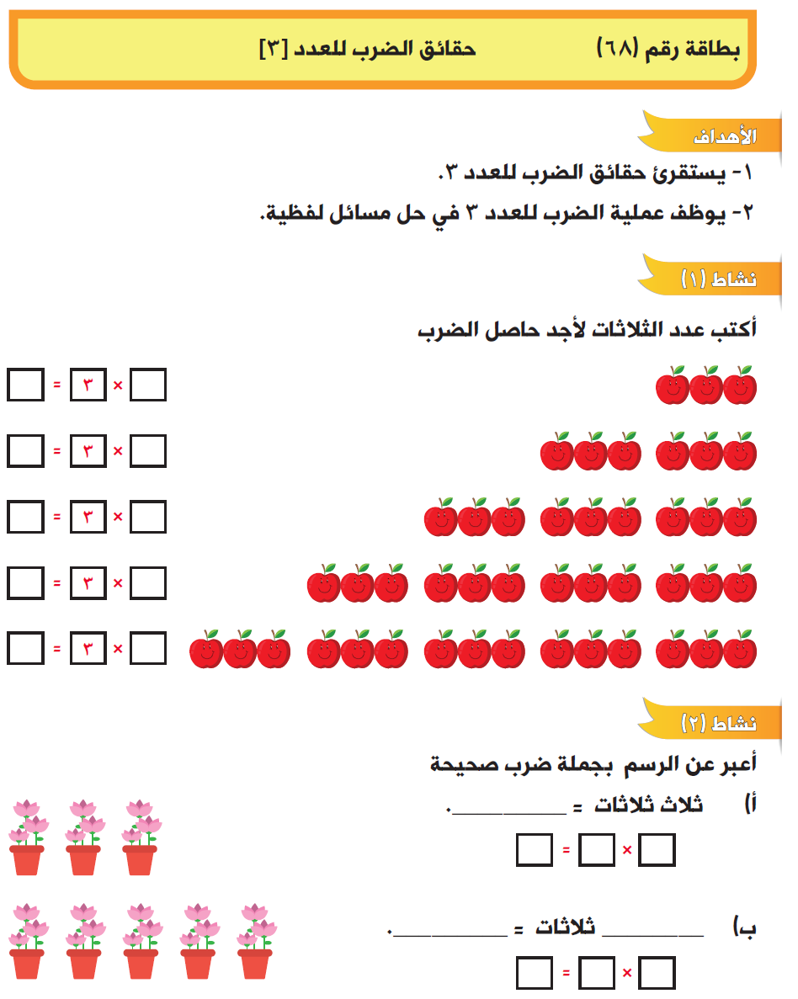 بطاقة رقم (٦٨) حقائق الضرب للعدد [٣]
الأهداف
١- يستقرئ حقائق الضرب للعدد ٣.
٢- يوظف عملية الضرب للعدد ٣ في حل مسائل لفظية.
نشاط (١)
أكتب عدد الثلاثات لأجد حاصل الضرب
× ٣ =
× ٣ =
× ٣ =
× ٣ =
× ٣ =
نشاط (٢)
أعبر عن الرسم بجملة ضرب صحيحة
أ) ثلاث ثلاثات = _________.
× =
ب) ________ ثلاثات = _________.
× =